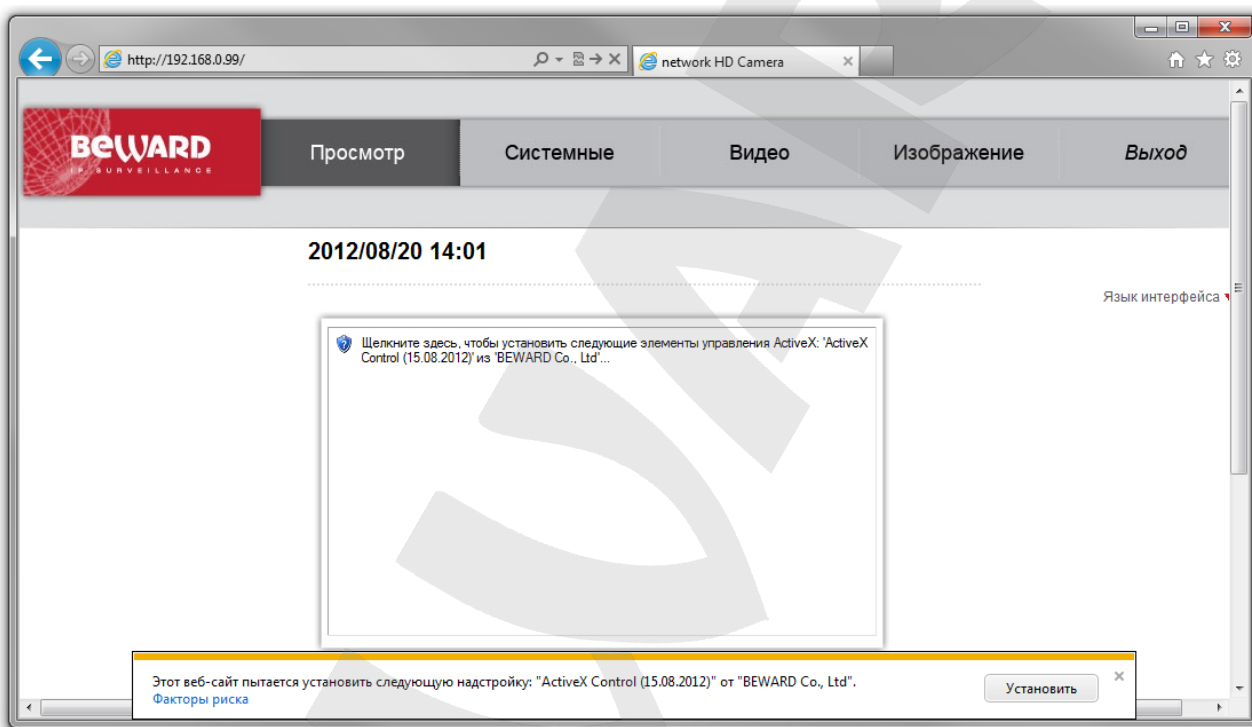 http://192.168.0.99/
network HD Camera
BEWARD
IP SURVEILLANCE
Просмотр
Системные
Видео
Изображение
Выход
2012/08/20 14:01
Язык интерфейса
Щелкните здесь, чтобы установить следующие элементы управления ActiveX: 'ActiveX
Control (15.08.2012)' из 'BEWARD Co., Ltd'...
Этот веб-сайт пытается установить следующую надстройку: "ActiveX Control (15.08.2012)" от "BEWARD Co., Ltd".
Факторы риска
Установить